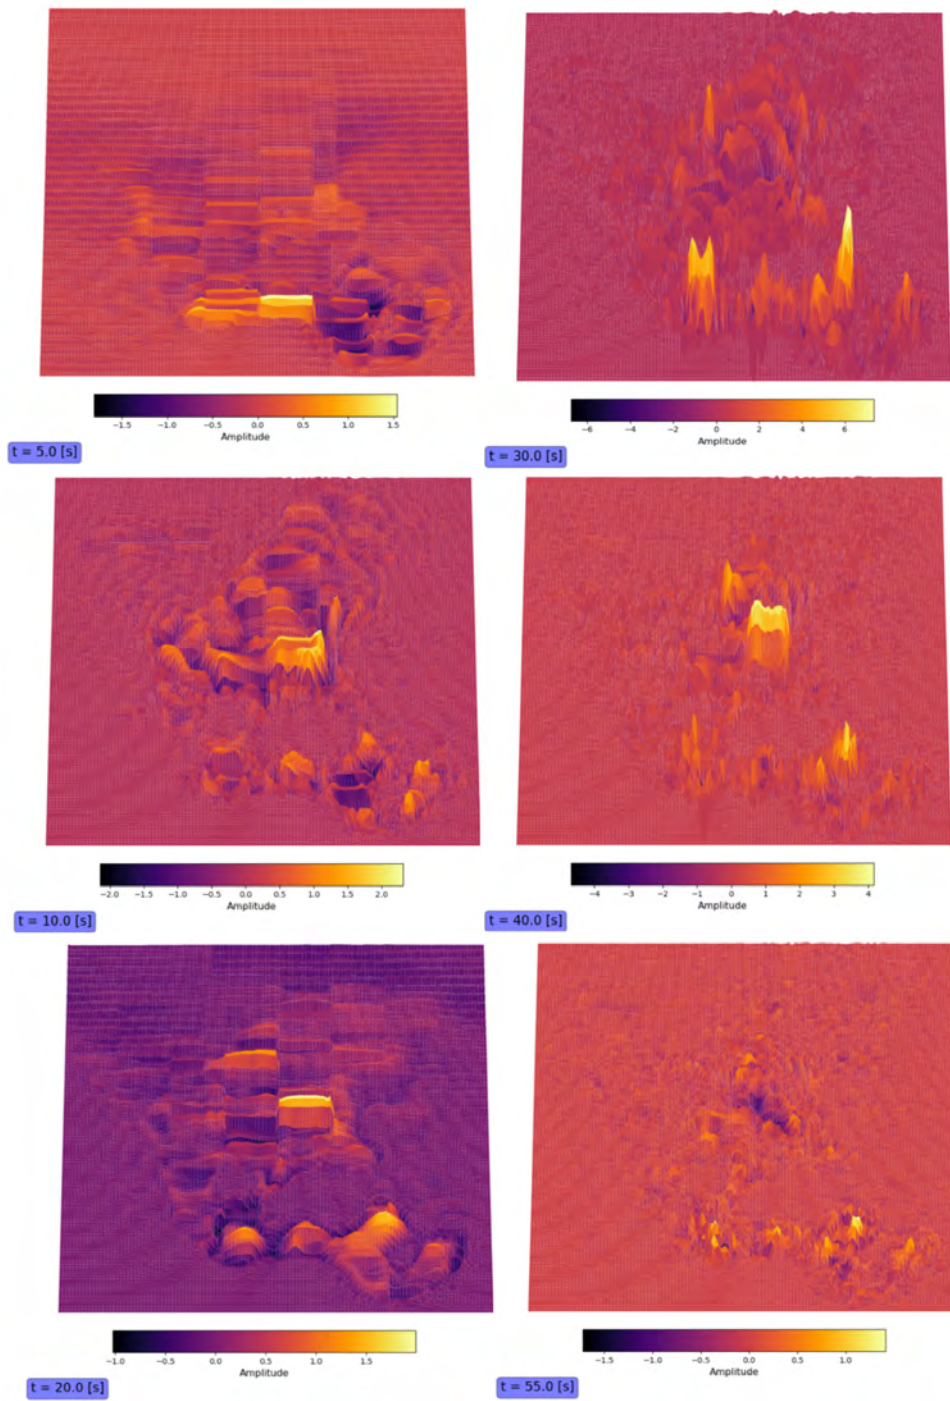 −1.5 −1.0 −0.5 0.0 0.5 1.0 1.5
Amplitude
t = 5.0 [s]
−6 −4 −2 0 2 4 6
Amplitude
t = 30.0 [s]
−2.0 −1.5 −1.0 −0.5 0.0 0.5 1.0 1.5 2.0
Amplitude
t = 10.0 [s]
−4 −3 −2 −1 0 1 2 3 4
Amplitude
t = 40.0 [s]
−1.0 −0.5 0.0 0.5 1.0 1.5
Amplitude
t = 20.0 [s]
−1.5 −1.0 −0.5 0.0 0.5 1.0
Amplitude
t = 55.0 [s]